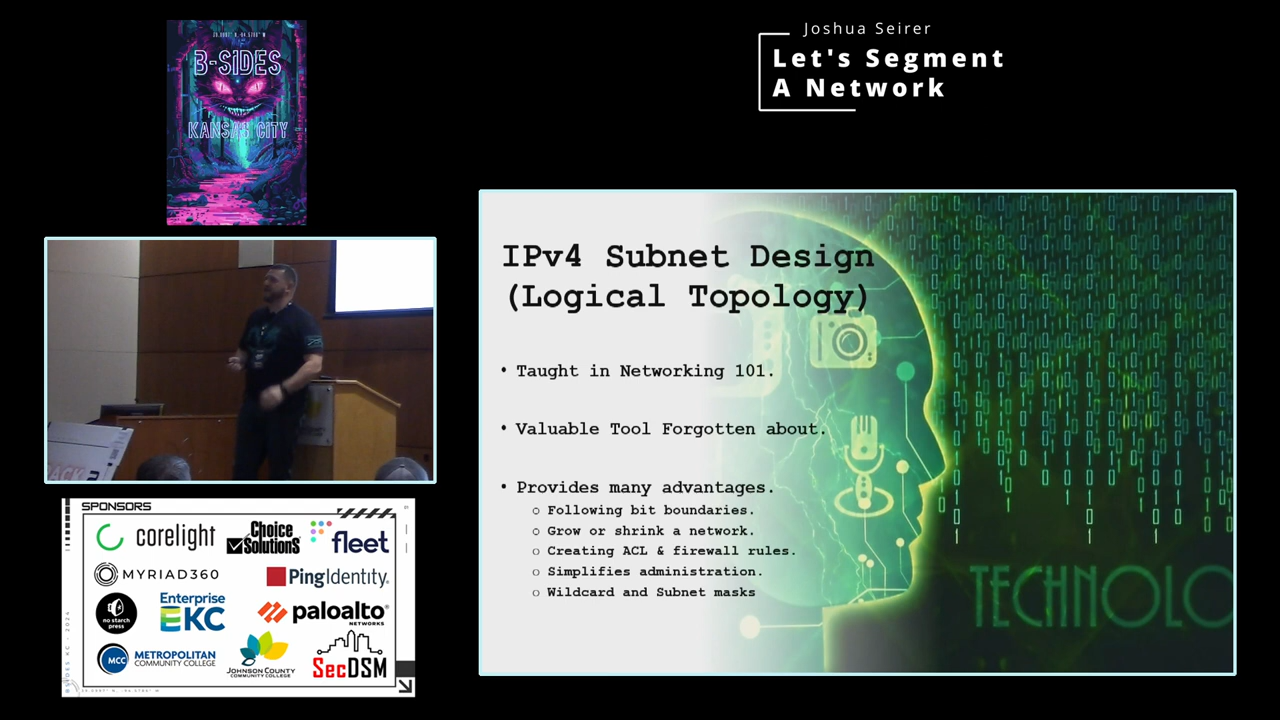 B-SIDES
KANSAS CITY
Joshua Seirer
Let's Segment
A Network
IPv4 Subnet Design
(Logical Topology)
• Taught in Networking 101.
• Valuable Tool Forgotten about.
• Provides many advantages.
o Following bit boundaries.
o Grow or shrink a network.
o Creating ACL & firewall rules.
o Simplifies administration.
o Wildcard and Subnet masks
TECHNOLO
SPONSORS
corelight
Choice
Solutions
fleet
MYRIAD360
PingIdentity
no starch
press
Enterprise
EKC
paloalto
NETWORKS
MCC
METROPOLITAN
COMMUNITY COLLEGE
JOHNSON COUNTY
COMMUNITY COLLEGE
SecDSM